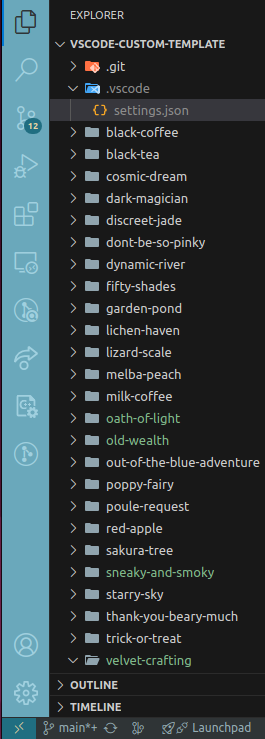 EXPLORER
VSCODE-CUSTOM-TEMPLATE
.git
.vscode
{} settings.json
12
black-coffee
black-tea
cosmic-dream
dark-magician
discreet-jade
dont-be-so-pinky
dynamic-river
fifty-shades
garden-pond
lichen-haven
lizard-scale
melba-peach
milk-coffee
oath-of-light
old-wealth
out-of-the-blue-adventure
poppy-fairy
poule-request
red-apple
sakura-tree
sneaky-and-smoky
starry-sky
thank-you-beary-much
trick-or-treat
velvet-crafting
OUTLINE
TIMELINE
main*+ Launchpad